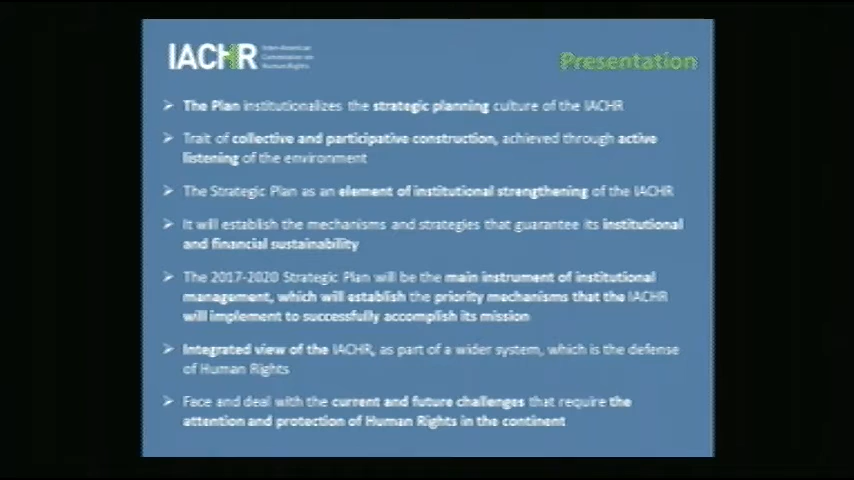 IACHR
Inter-American
Commission on
Human Rights
Presentation
➢ The Plan institutionalizes the strategic planning culture of the IACHR
➢ Trait of collective and participative construction, achieved through active
listening of the environment
➢ The Strategic Plan as an element of institutional strengthening of the IACHR
➢ It will establish the mechanisms and strategies that guarantee its institutional
and financial sustainability
➢ The 2017-2020 Strategic Plan will be the main instrument of institutional
management, which will establish the priority mechanisms that the IACHR
will implement to successfully accomplish its mission
➢ Integrated view of the IACHR, as part of a wider system, which is the defense
of Human Rights
➢ Face and deal with the current and future challenges that require the
attention and protection of Human Rights in the continent